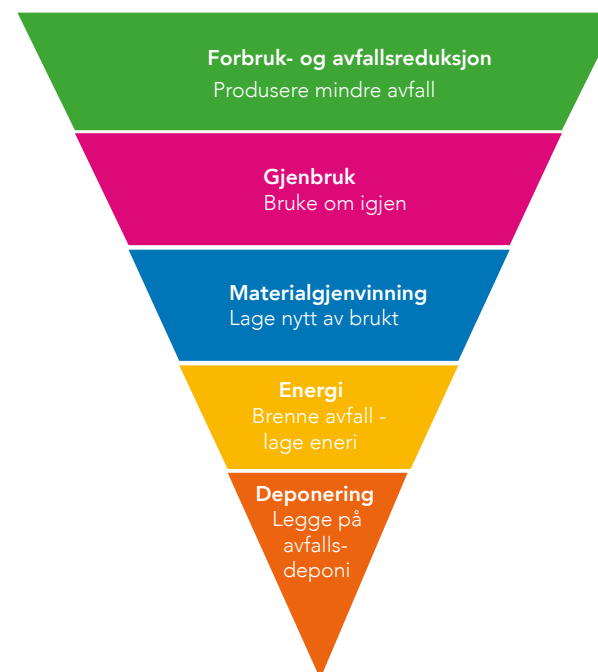 Forbruk- og avfallsreduksjon
Produsere mindre avfall
Gjenbruk
Bruke om igjen
Materialgjenvinning
Lage nytt av brukt
Energi
Brenne avfall -
lage eneri
Deponering
Legge på
avfalls-
deponi